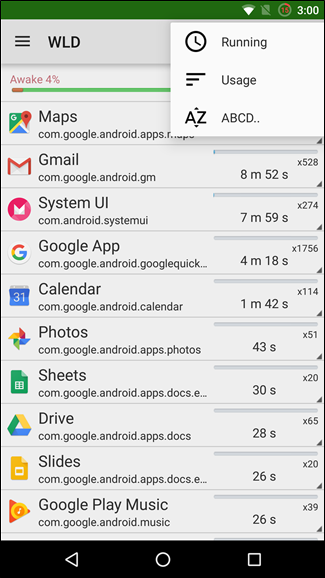 3:00
WLD
Running
Usage
ABCD..
AZ
Awake 4%
Maps
com.google.android.apps.maps
Gmail
com.google.android.gm
x528
8 m 52 s
System UI
com.android.systemui
x274
7 m 59 s
Google App
com.google.android.googlequick...
x1756
4 m 18 s
31
Calendar
com.google.android.calendar
x114
1 m 42 s
Photos
com.google.android.apps.photos
x51
43 s
Sheets
com.google.android.apps.docs.e...
x20
30 s
Drive
com.google.android.apps.docs
x65
28 s
Slides
com.google.android.apps.docs.e...
x20
26 s
Google Play Music
com.google.android.music
x39
26 s